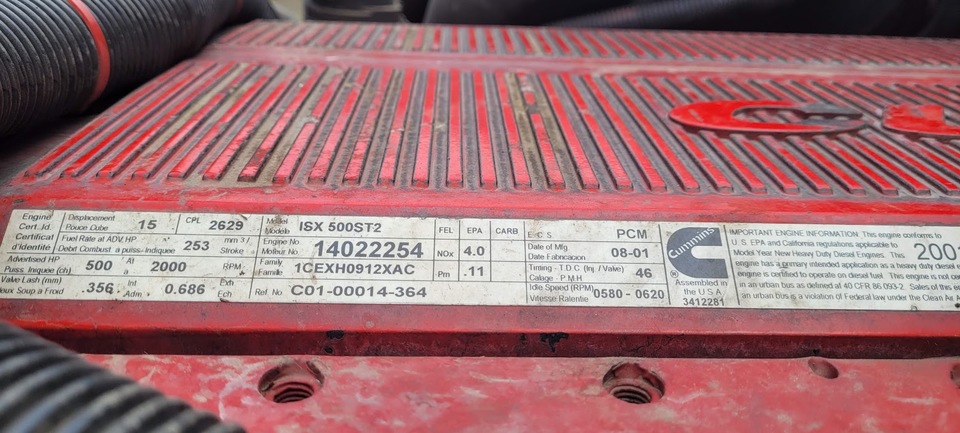 Engine Cert. Id. Certificat d'identité
Displacement 15 CPL 2629
Pouce Cube
Fuel Rate at ADV. HP 253 mm 3 /
Debit Combust a puiss. indiquee Stroke
Advertised HP 500 At 2000 RPM
Puiss. Inquee (ch) à
Valve Lash (mm) .356 Int 0.686 Exh
Jeux Soup a Froid Adm Ech
Model ISX 500ST2
Modele
Engine No 14022254
Moteur No
Family 1CEXH0912XAC
Famille
Ref. No C01-00014-364
FEL EPA CARB
NOx 4.0
Pm .11
E C S PCM
Date of Mfg 08-01
Date Fabricacion
Timing - T.D.C (Inj / Valve) 46
Calage - P.M.H
Idle Speed (RPM) 0580 - 0620
Vitesse Ralentie
Cummins
Assembled in
the U.S.A
3412281
IMPORTANT ENGINE INFORMATION This engine conforms to
U.S. EPA and California regulations applicable to 2001
Model Year New Heavy Duty Diesel Engines. This
engine has a primary intended application as a heavy duty diesel
engine is certified to operate on diesel fuel. This engine in
an urban bus as defined at 40 CFR 86.093-2. Sales of this en
an urban bus is a violation of Federal law under the Clean Air A